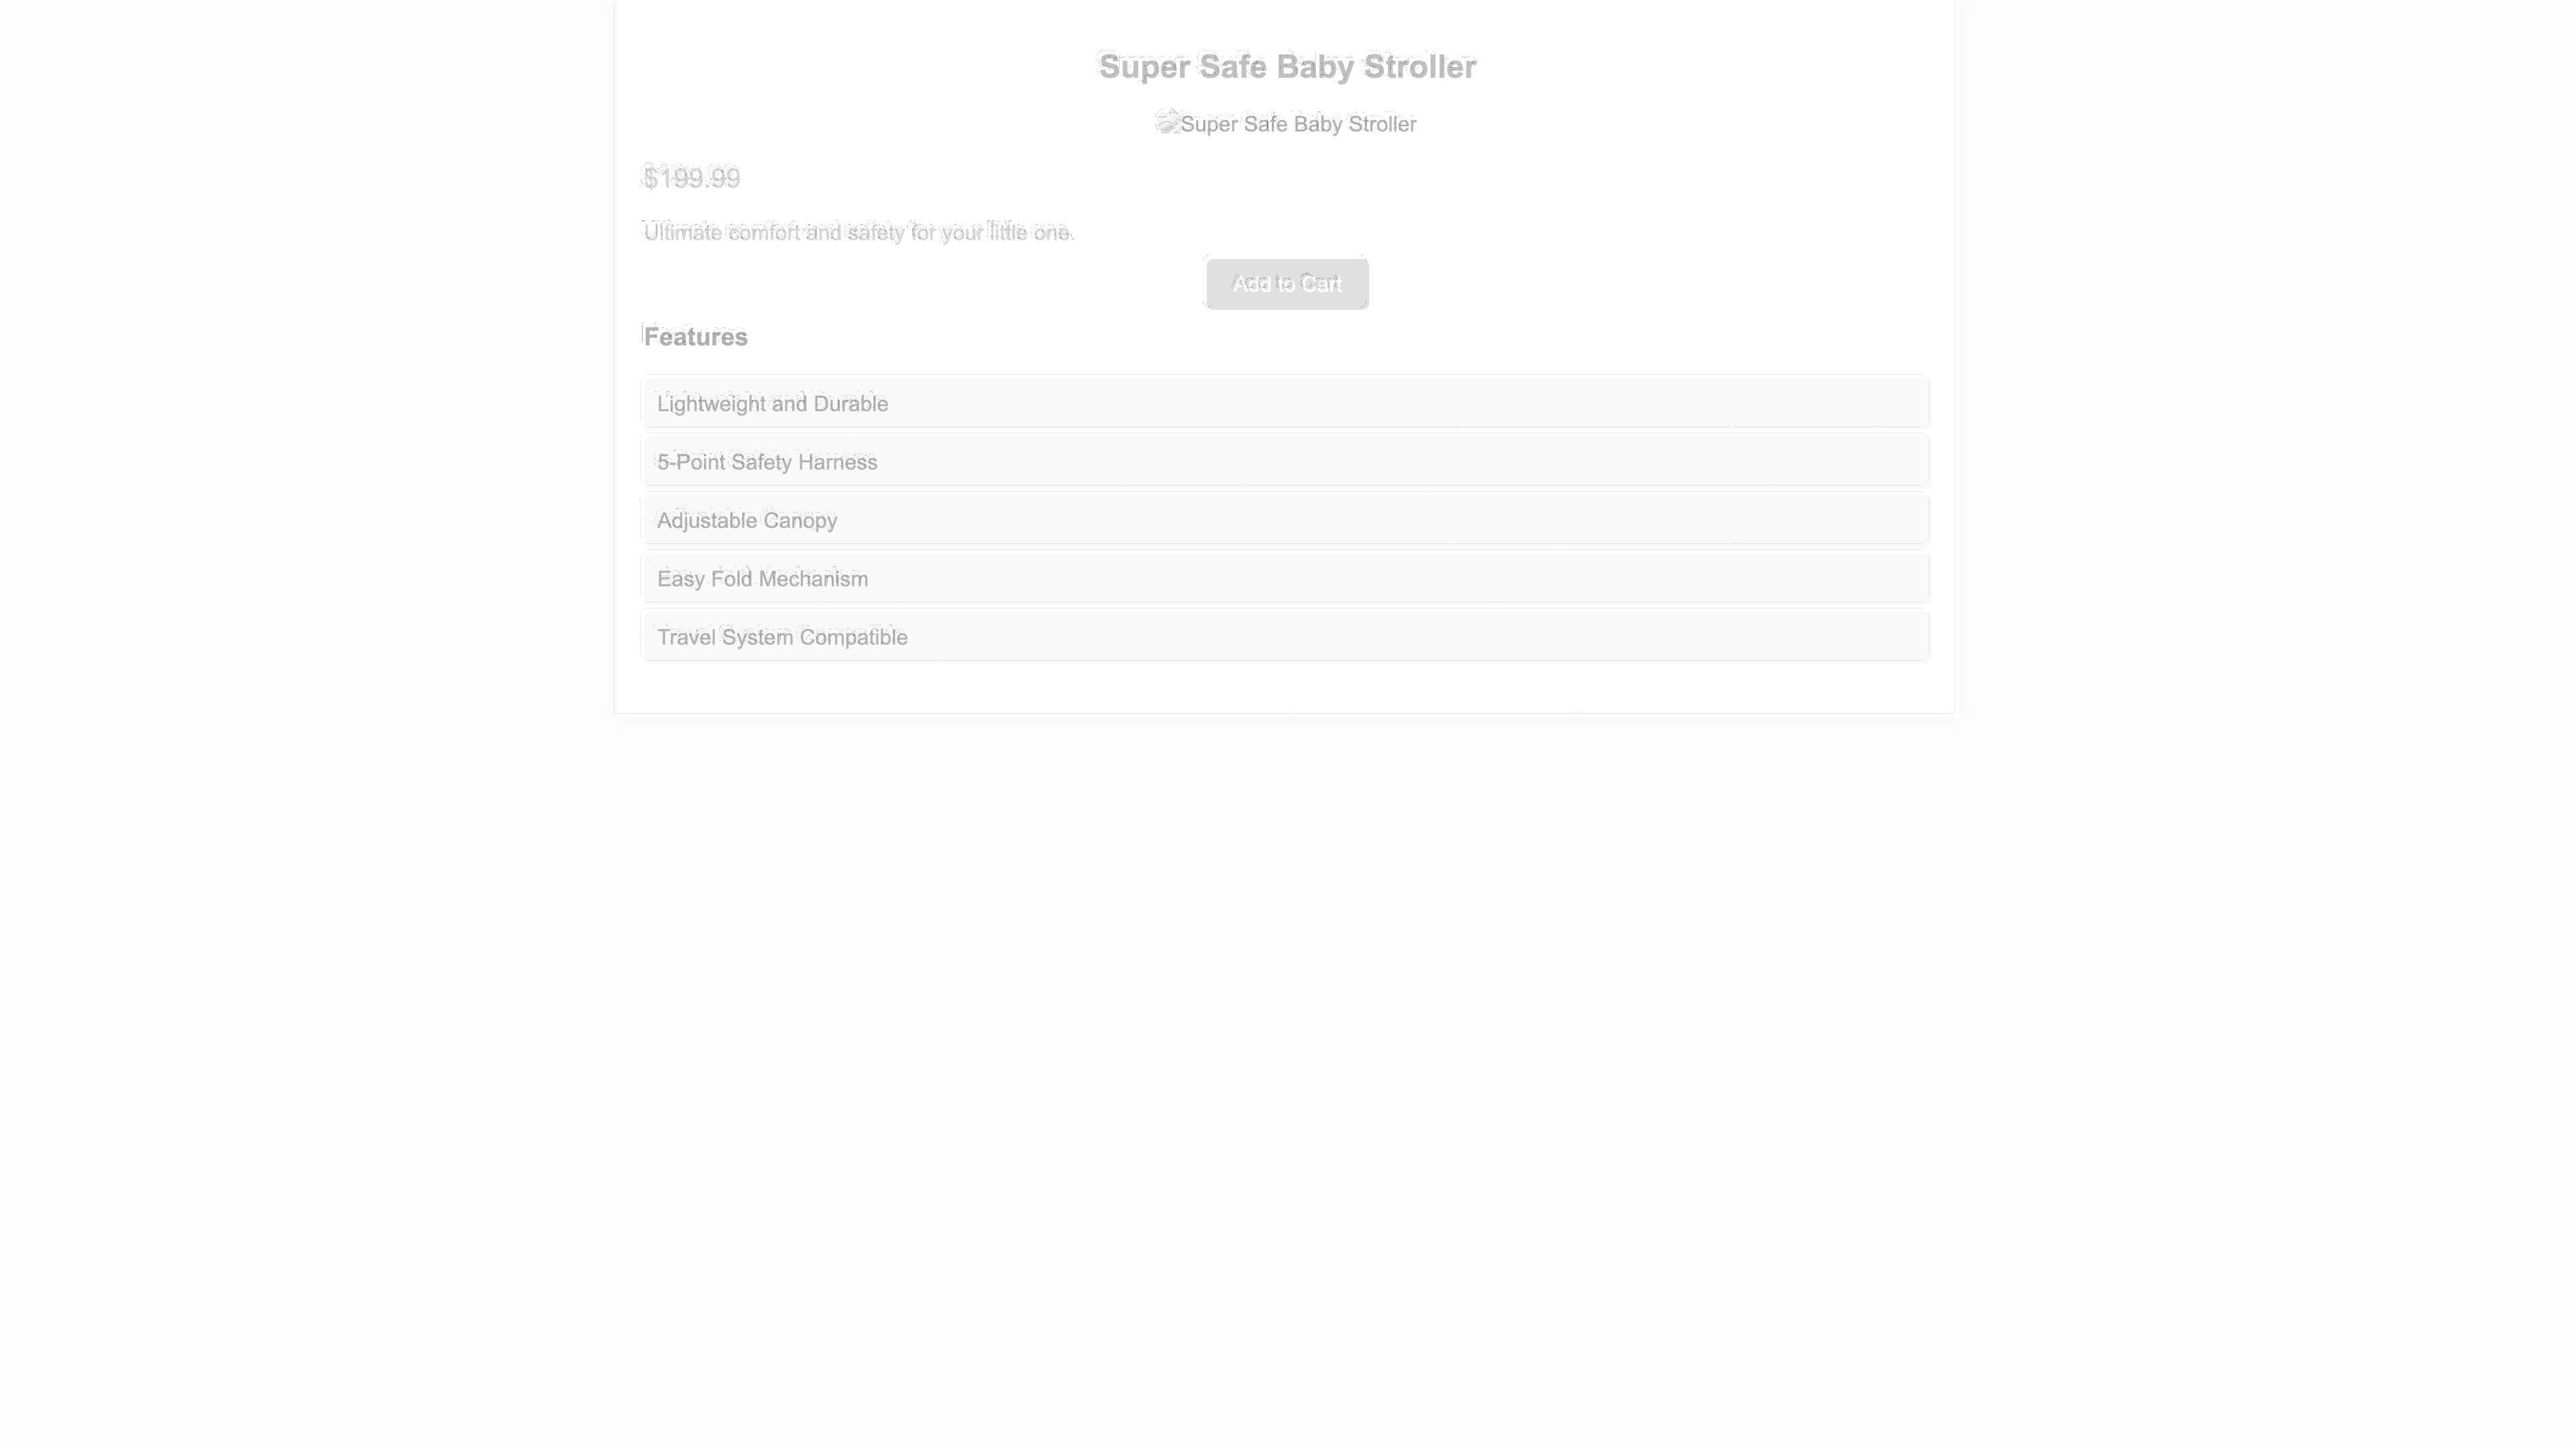 Super Safe Baby Stroller
Super Safe Baby Stroller
$199.99
Ultimate comfort and safety for your little one.
Add to Cart
Features
Lightweight and Durable
5-Point Safety Harness
Adjustable Canopy
Easy Fold Mechanism
Travel System Compatible